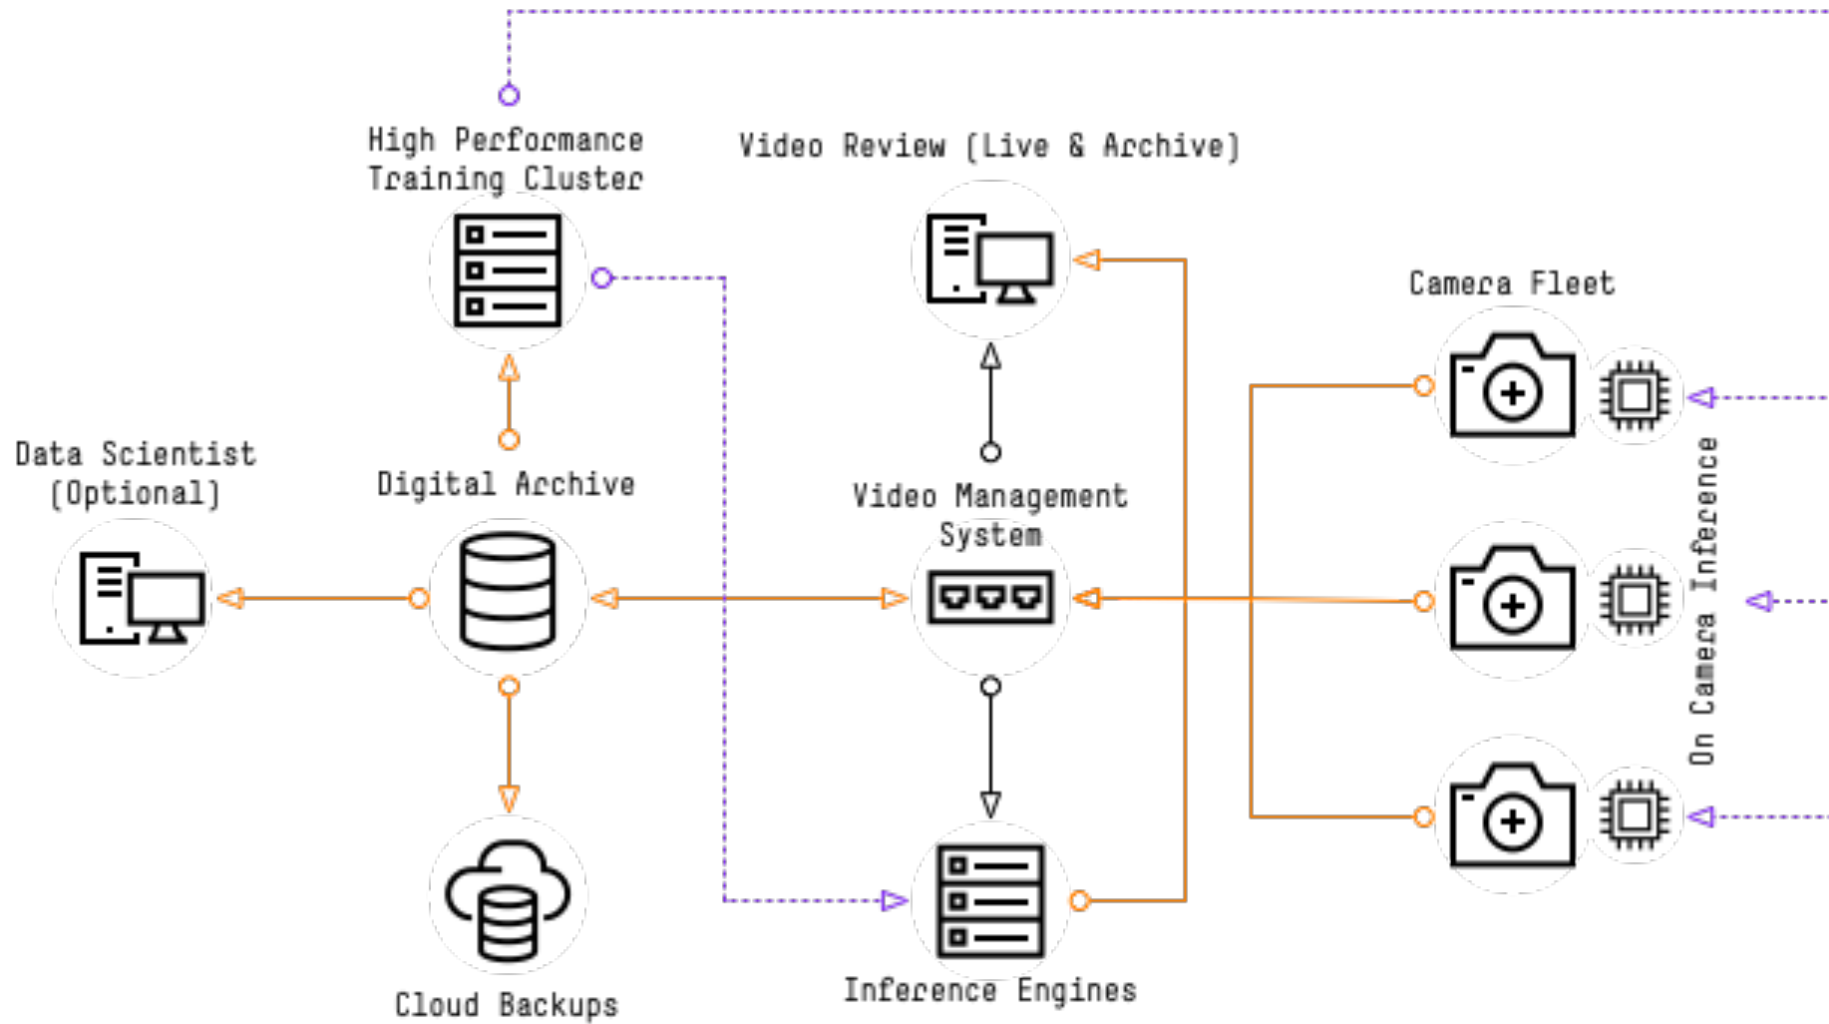 High Performance
Training Cluster
Video Review (Live & Archive)
Camera Fleet
Data Scientist
(Optional)
Digital Archive
Video Management
System
On Camera Inference
Cloud Backups
Inference Engines